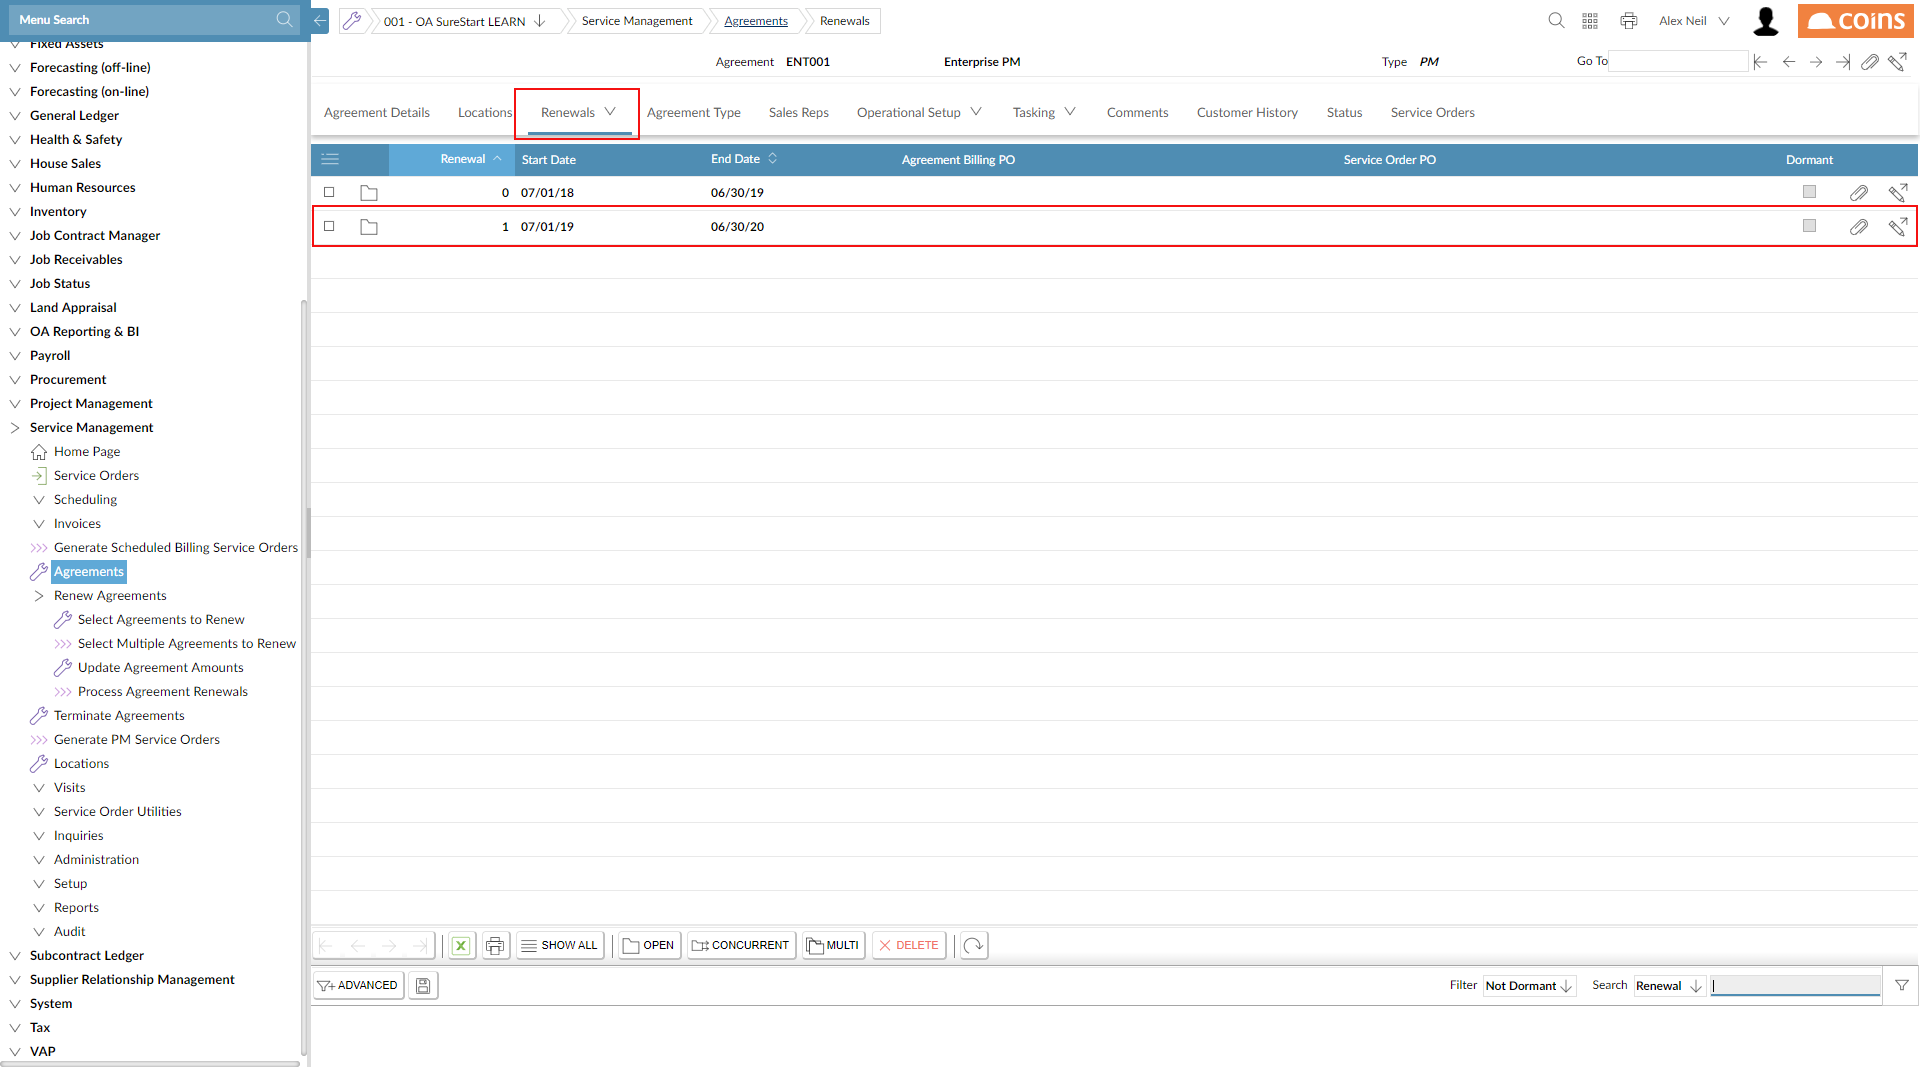 Menu Search
Fixed Assets
Forecasting (off-line)
Forecasting (on-line)
General Ledger
Health & Safety
House Sales
Human Resources
Inventory
Job Contract Manager
Job Receivables
Job Status
Land Appraisal
OA Reporting & BI
Payroll
Procurement
Project Management
Service Management
Home Page
Service Orders
Scheduling
Invoices
Generate Scheduled Billing Service Orders
Agreements
Renew Agreements
Select Agreements to Renew
Select Multiple Agreements to Renew
Update Agreement Amounts
Process Agreement Renewals
Terminate Agreements
Generate PM Service Orders
Locations
Visits
Service Order Utilities
Inquiries
Administration
Setup
Reports
Audit
Subcontract Ledger
Supplier Relationship Management
System
Tax
VAP
001 - OA SureStart LEARN Service Management Agreements Renewals
Alex Neil coins
Agreement ENT001 Enterprise PM Type PM Go To
Agreement Details Locations Renewals Agreement Type Sales Reps Operational Setup Tasking Comments Customer History Status Service Orders
Renewal Start Date End Date Agreement Billing PO Service Order PO Dormant
0 07/01/18 06/30/19
1 07/01/19 06/30/20
SHOW ALL OPEN CONCURRENT MULTI DELETE
ADVANCED Filter Not Dormant Search Renewal